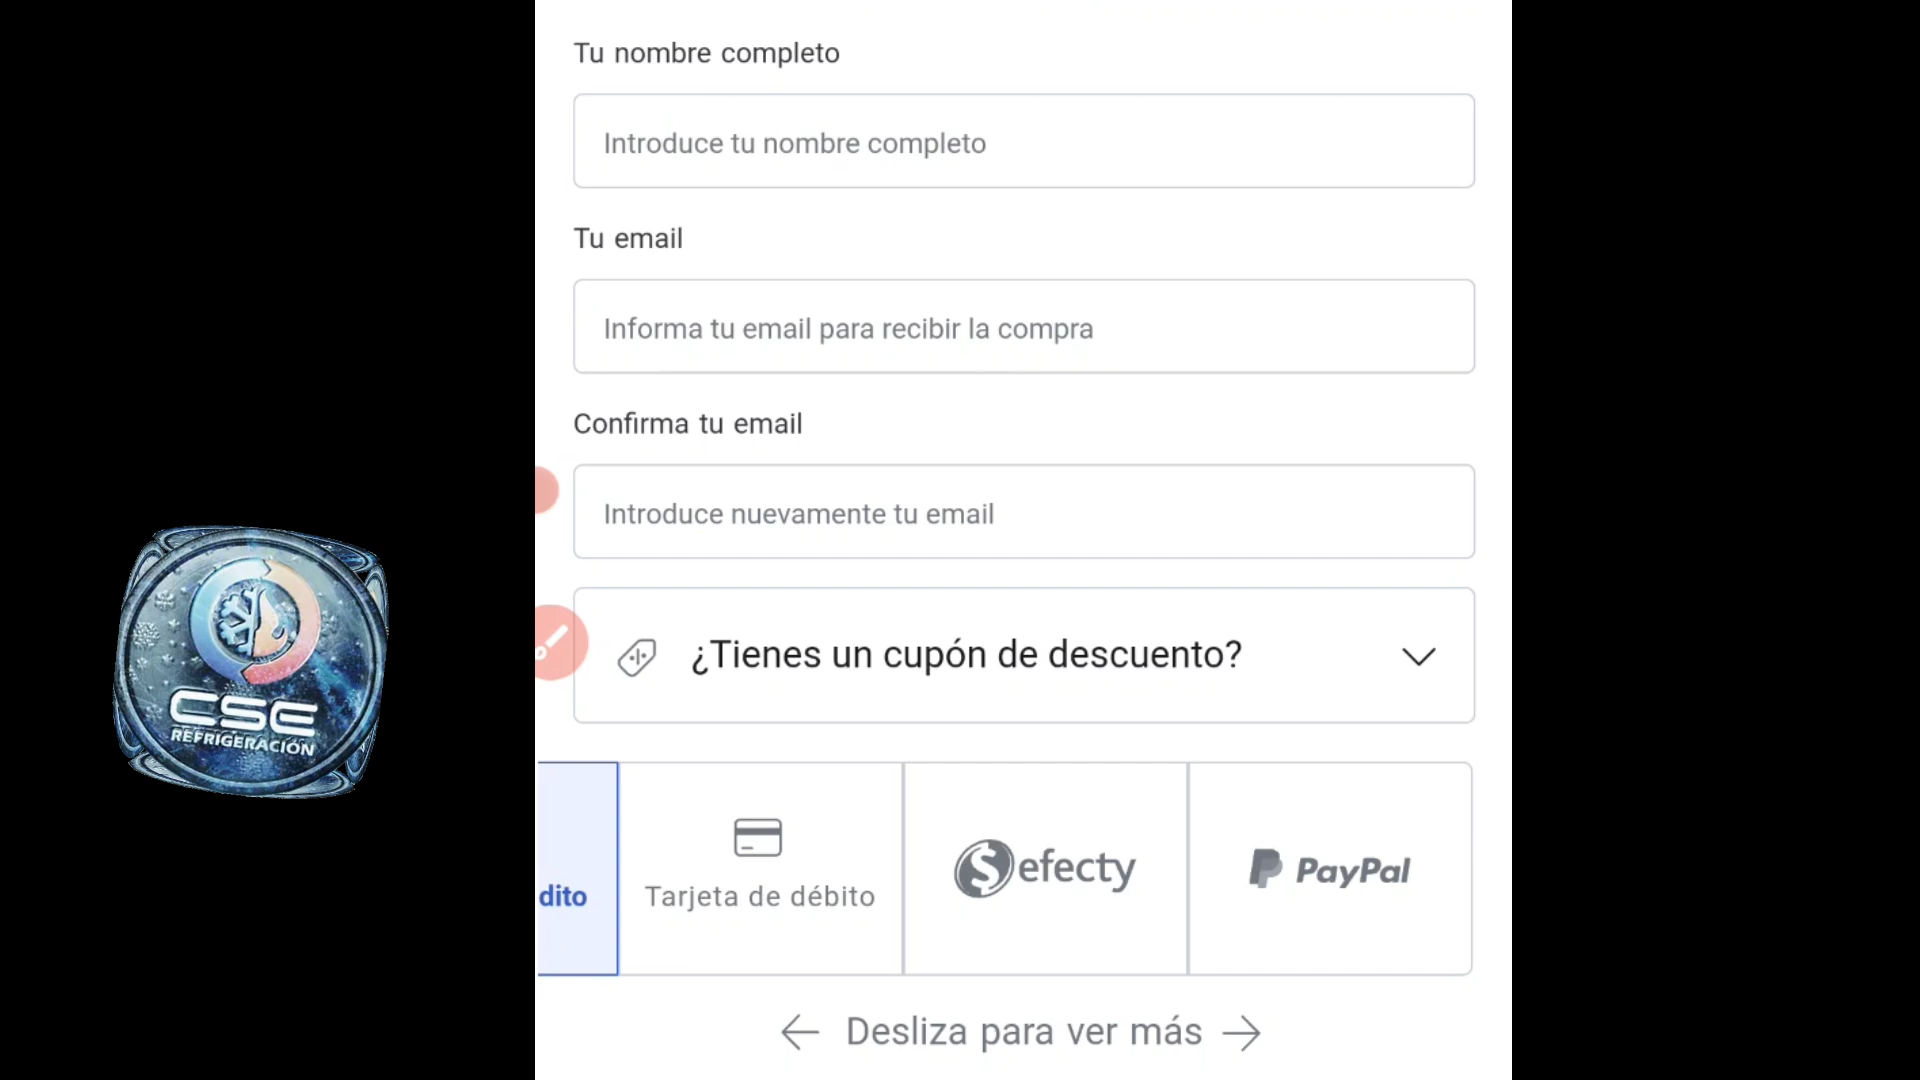 Tu nombre completo
Introduce tu nombre completo
Tu email
Informa tu email para recibir la compra
Confirma tu email
Introduce nuevamente tu email
¿Tienes un cupón de descuento?
dito
Tarjeta de débito
efecty
PayPal
Desliza para ver más
CSE
REFRIGERACIÓN